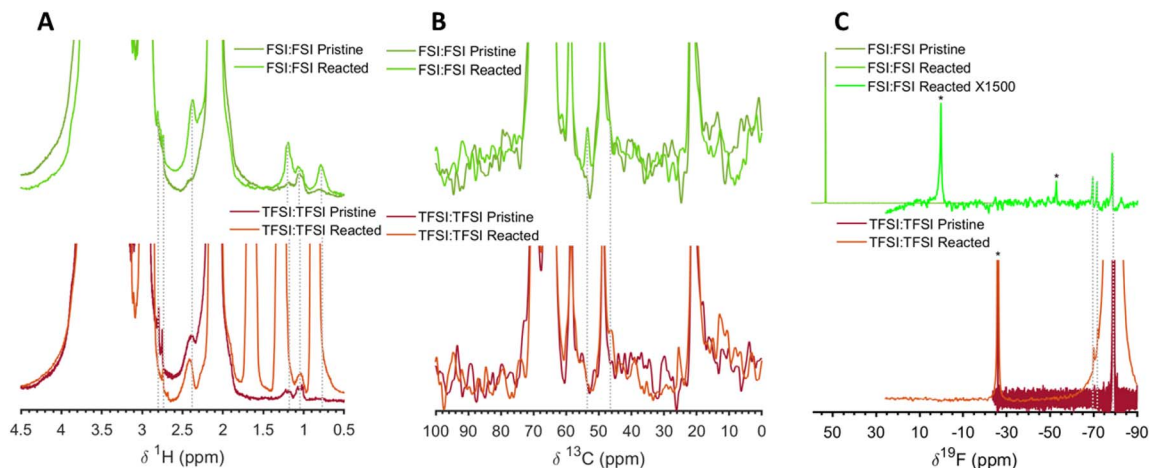 A
B
C
FSI:FSI Pristine
FSI:FSI Reacted
TFSI:TFSI Pristine
TFSI:TFSI Reacted
4.5 3.5 2.5 1.5 1 0.5
δ ¹H (ppm)
FSI:FSI Pristine
FSI:FSI Reacted
TFSI:TFSI Pristine
TFSI:TFSI Reacted
100 90 80 70 60 50 40 30 20 10 0
δ ¹³C (ppm)
FSI:FSI Pristine
FSI:FSI Reacted
FSI:FSI Reacted X1500
*
*
TFSI:TFSI Pristine
TFSI:TFSI Reacted
*
50 30 10 -10 -30 -50 -70 -90
δ¹⁹F (ppm)